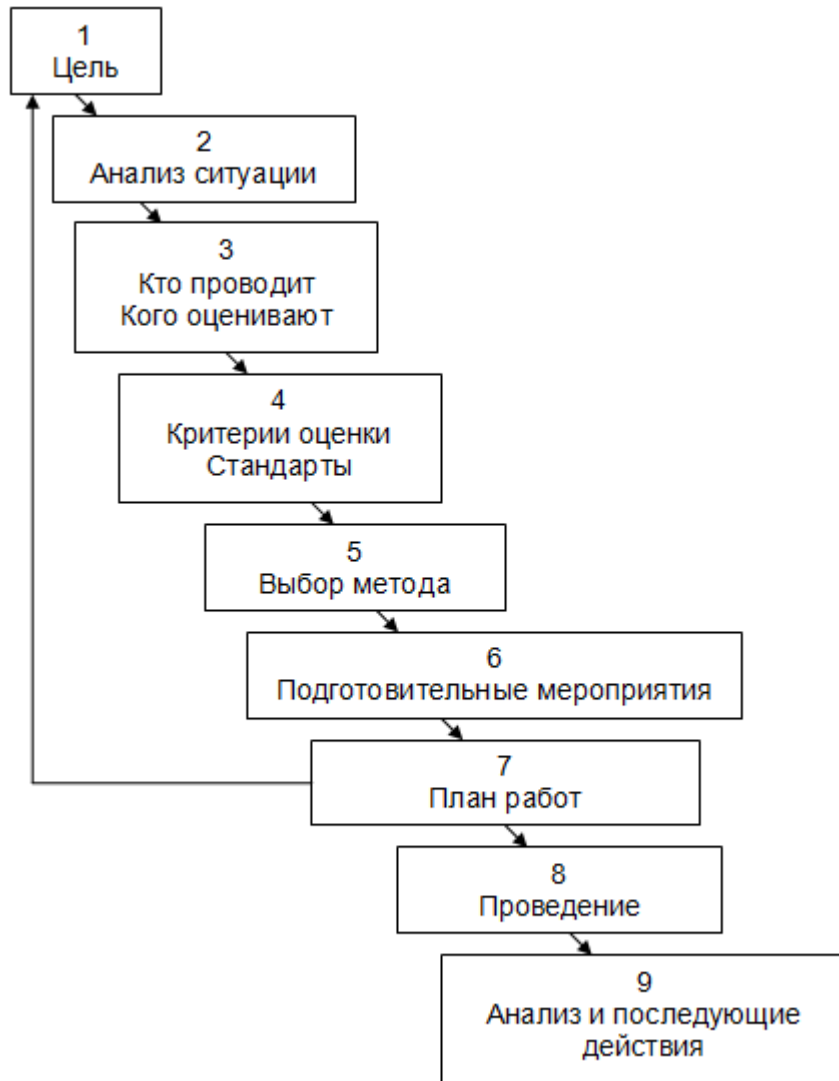 1
Цель
2
Анализ ситуации
3
Кто проводит
Кого оценивают
4
Критерии оценки
Стандарты
5
Выбор метода
6
Подготовительные мероприятия
7
План работ
8
Проведение
9
Анализ и последующие
действия